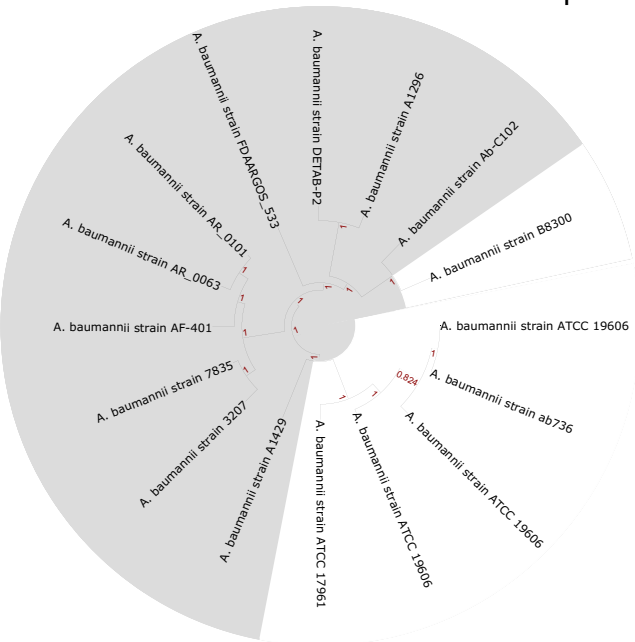 A. baumannii strain DETAB-P2
A. baumannii strain A1296
A. baumannii strain Ab-C102
A. baumannii strain B8300
A. baumannii strain ATCC 19606
A. baumannii strain ab736
A. baumannii strain ATCC 19606
A. baumannii strain ATCC 19606
A. baumannii strain ATCC 17961
A. baumannii strain A1429
A. baumannii strain 3207
A. baumannii strain 7835
A. baumannii strain AF-401
A. baumannii strain AR_0063
A. baumannii strain AR_0101
A. baumannii strain FDAARGOS_533
1
1
1
1
1
1
1
1
1
1
1
1
0.824
1
1